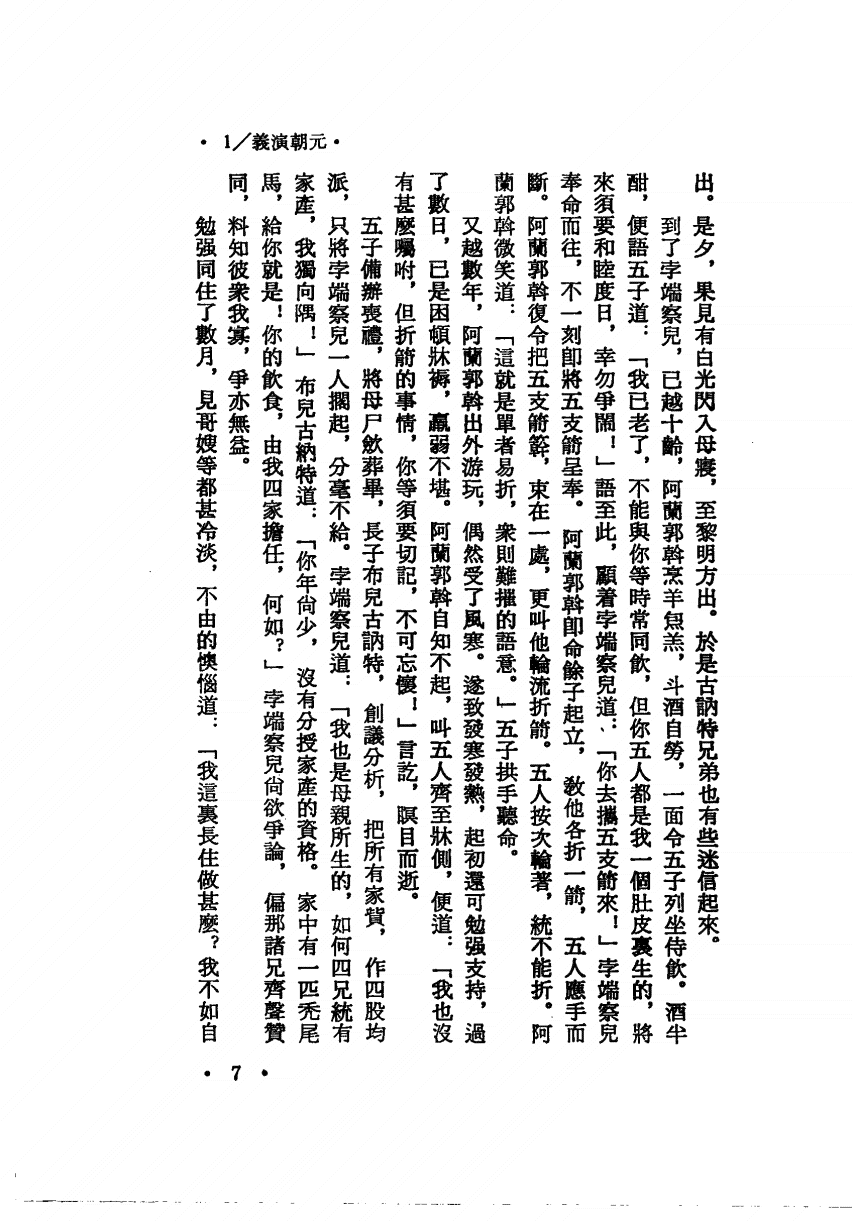 ・元朝演義/1・
出。是夕，果見有白光閃入母寢，至黎明方出。於是古訥特兄弟也有些迷信起來。
到了孛端察兒，已越十齡，阿蘭郭斡烹羊炰羔，斗酒自勞，一面令五子列坐侍飲。酒半
酣，便語五子道：「我已老了，不能與你等時常同飲，但你五人都是我一個肚皮裏生的，將
來須要和睦度日，幸勿爭鬧！」語至此，顧着孛端察兒道：「你去攜五支箭來！」孛端察兒
奉命而往，不一刻卽將五支箭呈奉。阿蘭郭斡卽命餘子起立，敎他各折一箭，五人應手而
斷。阿蘭郭斡復令把五支箭簳，束在一處，更叫他輪流折箭。五人按次輪著，統不能折。阿
蘭郭斡微笑道：「這就是單者易折，衆則難摧的語意。」五子拱手聽命。
又越數年，阿蘭郭斡出外游玩，偶然受了風寒。遂致發寒發熱，起初還可勉强支持，過
了數日，已是困頓牀褥，羸弱不堪。阿蘭郭斡自知不起，叫五人齊至牀側，便道：「我也沒
有甚麼囑咐，但折箭的事情，你等須要切記，不可忘懷！」言訖，瞑目而逝。
五子備辦喪禮，將母尸斂葬畢，長子布兒古訥特，創議分析，把所有家貲，作四股均
派，只將孛端察兒一人擱起，分毫不給。孛端察兒道：「我也是母親所生的，如何四兄統有
家產，我獨向隅！」布兒古納特道：「你年尙少，沒有分授家產的資格。家中有一匹禿尾
馬，給你就是！你的飮食，由我四家擔任，何如？」孛端察兒尙欲爭論，偏那諸兄齊聲贊
同，料知彼衆我寡，爭亦無益。
勉强同住了數月，見哥嫂等都甚冷淡，不由的懊惱道：「我這裏長住做甚麼？我不如自
・7・